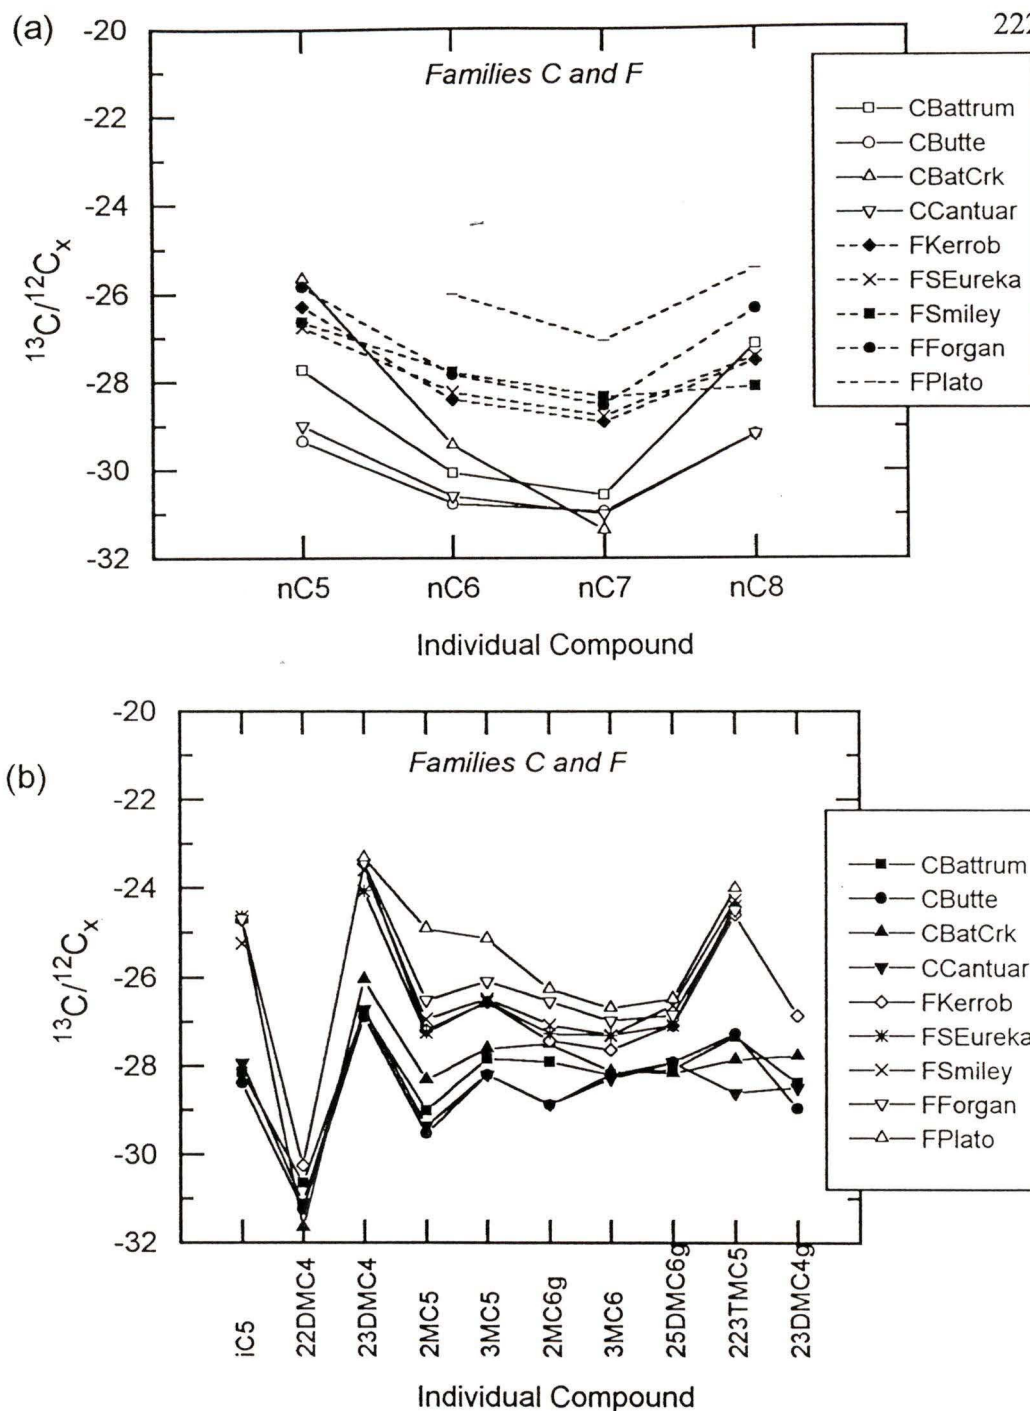 222
(a)
-20
-22
-24
-26
-28
-30
-32
13C/12Cx
Families C and F
CBattrum
CButte
CBatCrk
CCantuar
FKerrob
FSEureka
FSmiley
FForgan
FPlato
nC5 nC6 nC7 nC8
Individual Compound
(b)
-20
-22
-24
-26
-28
-30
-32
13C/12Cx
Families C and F
CBattrum
CButte
CBatCrk
CCantuar
FKerrob
FSEureka
FSmiley
FForgan
FPlato
iC5
22DMC4
23DMC4
2MC5
3MC5
2MC6g
3MC6
25DMC6g
223TMC5
23DMC4g
Individual Compound